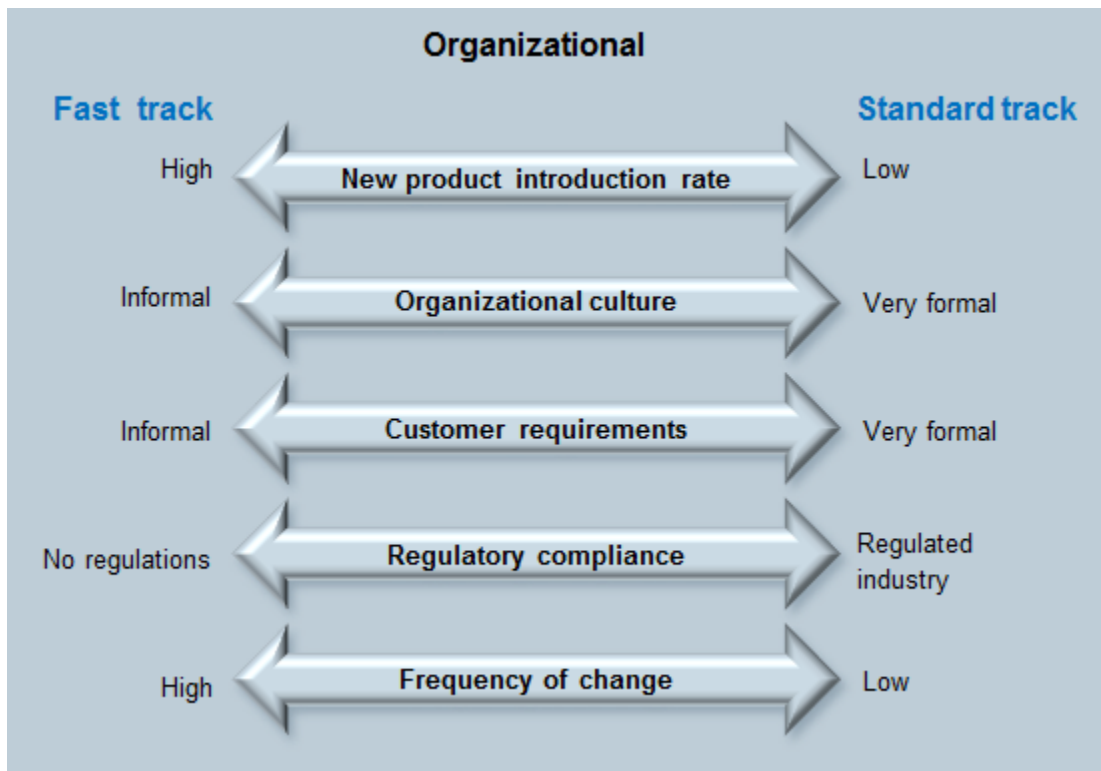 Organizational
Fast track
Standard track
High
New product introduction rate
Low
Informal
Organizational culture
Very formal
Informal
Customer requirements
Very formal
No regulations
Regulatory compliance
Regulated
industry
High
Frequency of change
Low